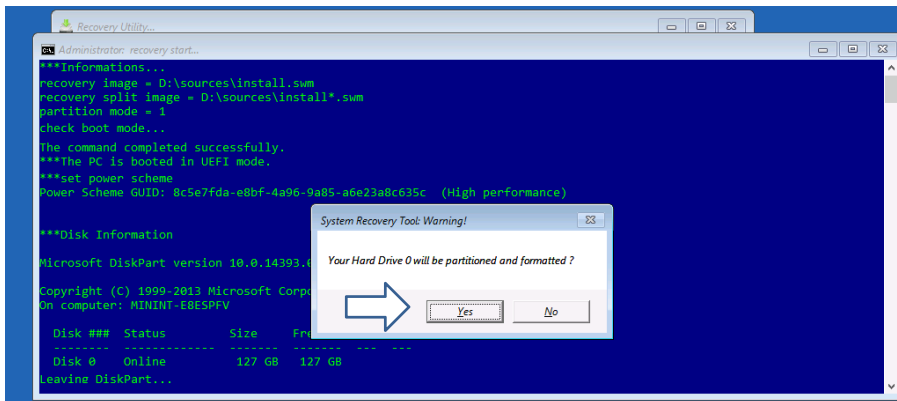 Recovery Utility...
Administrator: recovery start...
***Informations...
recovery image = D:\sources\install.swm
recovery split image = D:\sources\install*.swm
partition mode = 1
check boot mode...
The command completed successfully.
***The PC is booted in UEFI mode.
***set power scheme
Power Scheme GUID: 8c5e7fda-e8bf-4a96-9a85-a6e23a8c635c (High performance)
***Disk Information
Microsoft DiskPart version 10.0.14393.
Copyright (C) 1999-2013 Microsoft Corpo
On computer: MININT-E8ESPFV
Disk ### Status Size Fre
-------- ------------- ------- ------- --- ---
Disk 0 Online 127 GB 127 GB
Leaving DiskPart...
System Recovery Tool: Warning!
Your Hard Drive 0 will be partitioned and formatted ?
Yes No